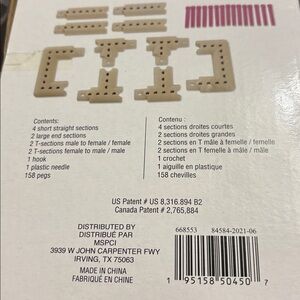 Contents:
4 short straight sections
2 large end sections
2 T-sections male to female / female
2 T-sections female to male / male
1 hook
1 plastic needle
158 pegs
Contenu :
4 sections droites courtes
2 sections droites grandes
2 sections en T mâle à femelle / femelle
2 sections en T femelle à mâle / mâle
1 crochet
1 aiguille en plastique
158 chevilles
US Patent # US 8,316.894 B2
Canada Patent # 2,765,884
DISTRIBUTED BY
DISTRIBUÉ PAR
MSPCI
3939 W JOHN CARPENTER FWY
IRVING, TX 75063
MADE IN CHINA
FABRIQUÉ EN CHINE
668553 84584-2021-06
1 95158 50450 7